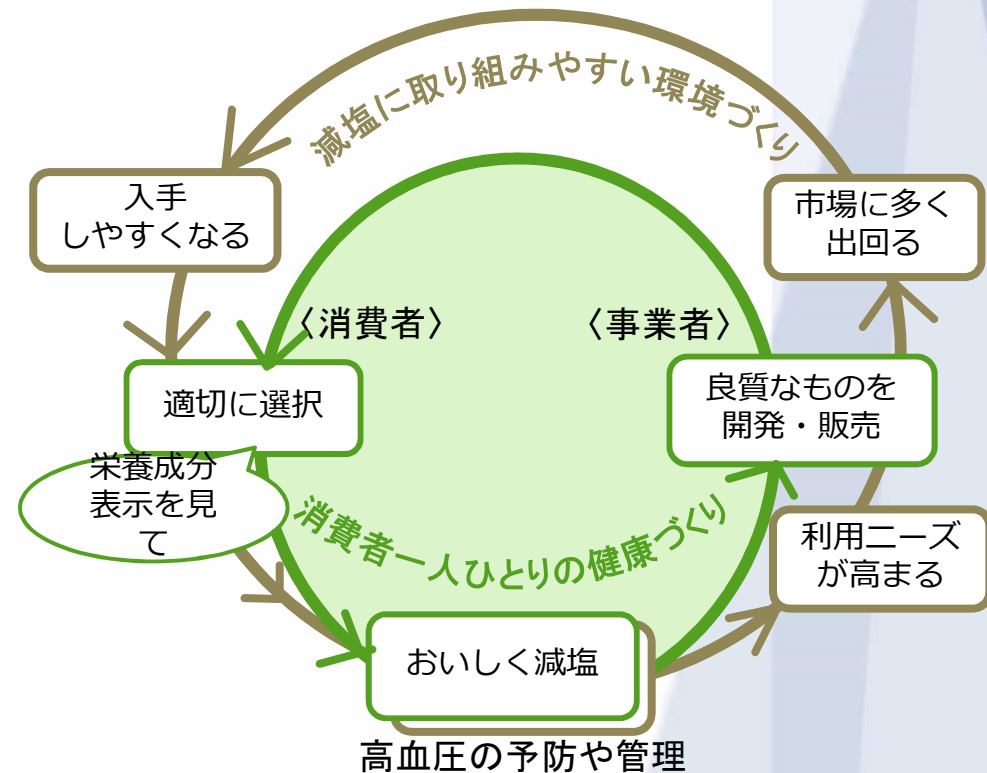 減塩に取り組みやすい環境づくり
入手
しやすくなる
市場に多く
出回る
〈消費者〉
〈事業者〉
適切に選択
良質なものを
開発・販売
栄養成分
表示を見
て
消費者一人ひとりの健康づくり
利用ニーズ
が高まる
おいしく減塩
高血圧の予防や管理